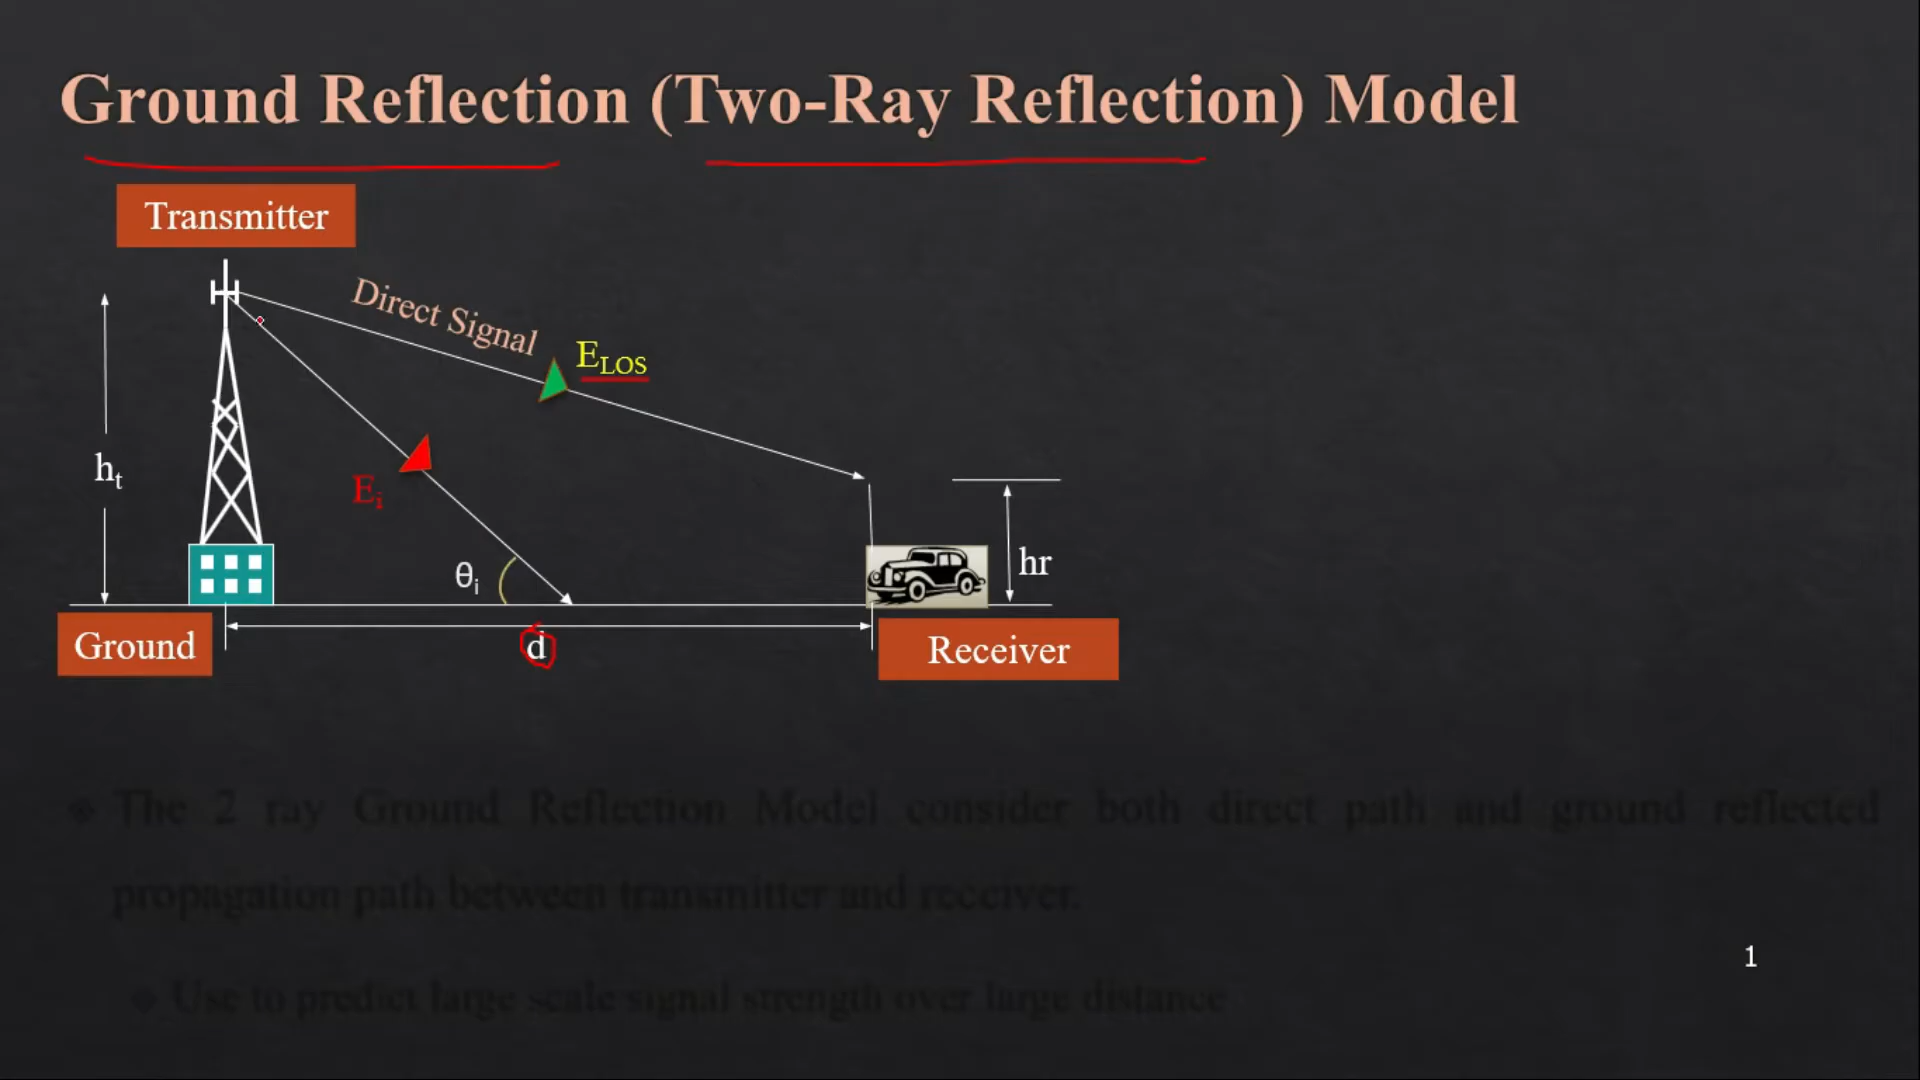 Ground Reflection (Two-Ray Reflection) Model
Transmitter
Direct Signal
E_LOS
h_t
E_i
θ_i
hr
Ground
d
Receiver
The 2 ray Ground Reflection Model consider both direct path and ground reflected
propagation path between transmitter and receiver.
Use to predict large scale signal strength over large distance
1